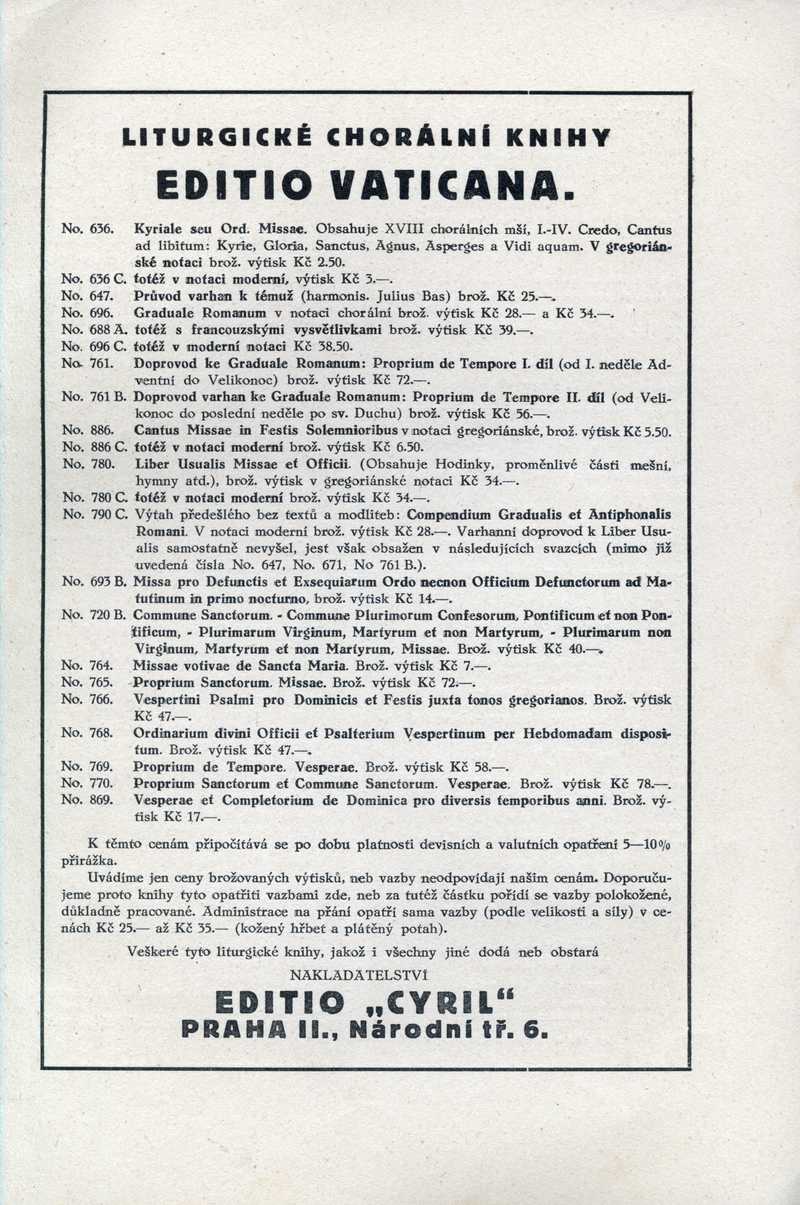 LITURGICKÉ CHORÁLNÍ KNIHY
EDITIO VATICANA.
No. 636. Kyriale seu Ord. Missae. Obsahuje XVIII chorálních mší, I.-IV. Credo, Cantus
ad libitum: Kyrie, Gloria, Sanctus, Agnus, Asperges a Vidi aquam. V gregorián-
ské notaci brož. výtisk Kč 2.50.
No. 636 C. totéž v notaci moderní, výtisk Kč 3.—.
No. 647. Průvod varhan k témuž (harmonis. Julius Bas) brož. Kč 25.—.
No. 696. Graduale Romanum v notaci chorální brož. výtisk Kč 28.— a Kč 34.—.
No. 688 A. totéž s francouzskými vysvětlivkami brož. výtisk Kč 39.—.
No. 696 C. totéž v moderní notaci Kč 38.50.
No. 761. Doprovod ke Graduale Romanum: Proprium de Tempore I. díl (od I. neděle Ad-
ventní do Velikonoc) brož. výtisk Kč 72.—.
No. 761 B. Doprovod varhan ke Graduale Romanum: Proprium de Tempore II. díl (od Veli-
konoc do poslední neděle po sv. Duchu) brož. výtisk Kč 56.—.
No. 886. Cantus Missae in Festis Solemnioribus v notaci gregoriánské, brož. výtisk Kč 5.50.
No. 886 C. totéž v notaci moderní brož. výtisk Kč 6.50.
No. 780. Liber Usualis Missae et Officii. (Obsahuje Hodinky, proměnlivé části mešní,
hymny atd.), brož. výtisk v gregoriánské notaci Kč 34.—.
No. 780 C. totéž v notaci moderní brož. výtisk Kč 34.—.
No. 790 C. Výtah předešlého bez textů a modliteb: Compendium Gradualis et Antiphonalis
Romani. V notaci moderní brož. výtisk Kč 28.—. Varhanní doprovod k Liber Usu-
alis samostatně nevyšel, jest však obsažen v následujících svazcích (mimo již
uvedená čísla No. 647, No. 671, No 761 B.).
No. 693 B. Missa pro Defunctis et Exsequiarum Ordo necnon Officium Defunctorum ad Ma-
tutinum in primo nocturno, brož. výtisk Kč 14.—.
No. 720 B. Commune Sanctorum. - Commune Plurimorum Confesorum, Pontificum et non Pon-
tificum, - Plurimarum Virginum, Martyrum et non Martyrum, - Plurimarum non
Virginum, Martyrum et non Martyrum, Missae. Brož. výtisk Kč 40.—.
No. 764. Missae votivae de Sancta Maria. Brož. výtisk Kč 7.—.
No. 765. Proprium Sanctorum. Missae. Brož. výtisk Kč 72.—.
No. 766. Vespertini Psalmi pro Dominicis et Festis juxta tonos gregorianos. Brož. výtisk
Kč 47.—.
No. 768. Ordinarium divini Officii et Psalterium Vespertinum per Hebdomadam disposi-
tum. Brož. výtisk Kč 47.—.
No. 769. Proprium de Tempore. Vesperae. Brož. výtisk Kč 58.—.
No. 770. Proprium Sanctorum et Commune Sanctorum. Vesperae. Brož. výtisk Kč 78.—.
No. 869. Vesperae et Completorium de Dominica pro diversis temporibus anni. Brož. vý-
tisk Kč 17.—.
K těmto cenám připočítává se po dobu platnosti devisních a valutních opatření 5—10%
přirážka.
Uvádíme jen ceny brožovaných výtisků, neb vazby neodpovídají našim cenám. Doporuču-
jeme proto knihy tyto opatřiti vazbami zde, neb za tutéž částku pořídí se vazby polokožené,
důkladně pracované. Administrace na přání opatří sama vazby (podle velikosti a síly) v ce-
nách Kč 25.— až Kč 35.— (kožený hřbet a plátěný potah).
Veškeré tyto liturgické knihy, jakož i všechny jiné dodá neb obstará
NAKLADATELSTVÍ
EDITIO „CYRIL“
PRAHA II., Národní tř. 6.